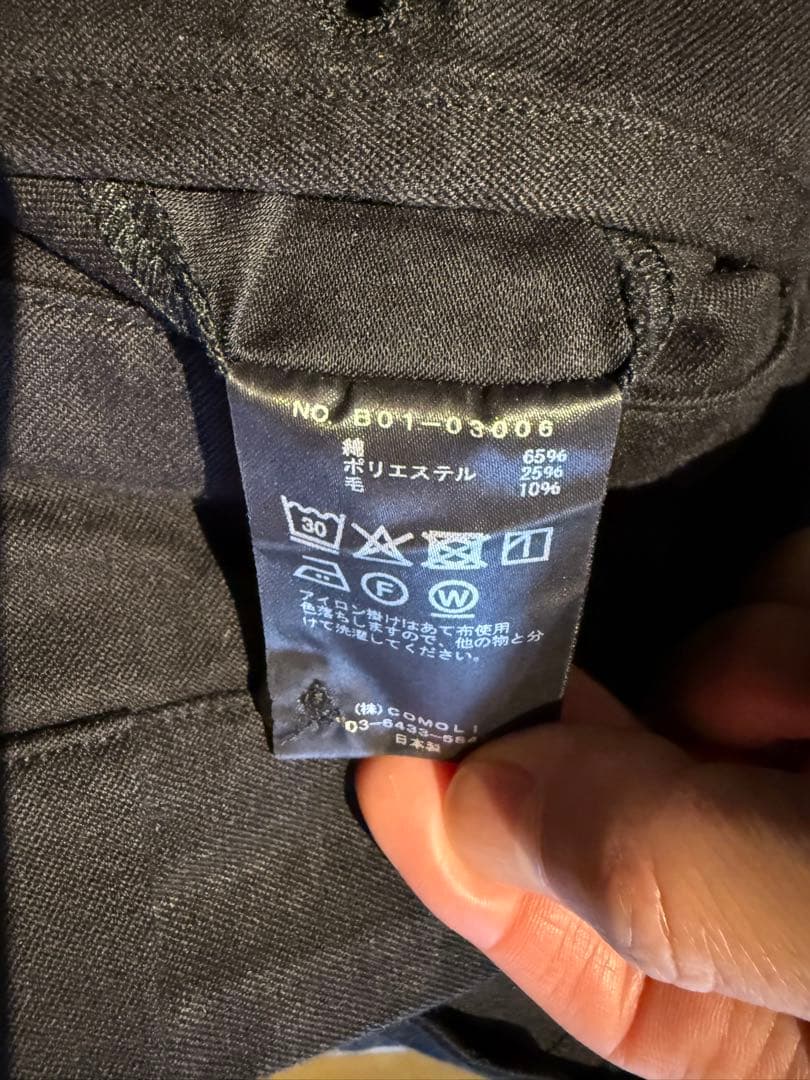 NO. B01-03006
綿 65%
ポリエステル 25%
毛 10%
30
F W
アイロン掛けはあて布使用
色落ちしますので、他の物と分
けて洗濯してください。
(株)COMOLI
03-6433-
日本製